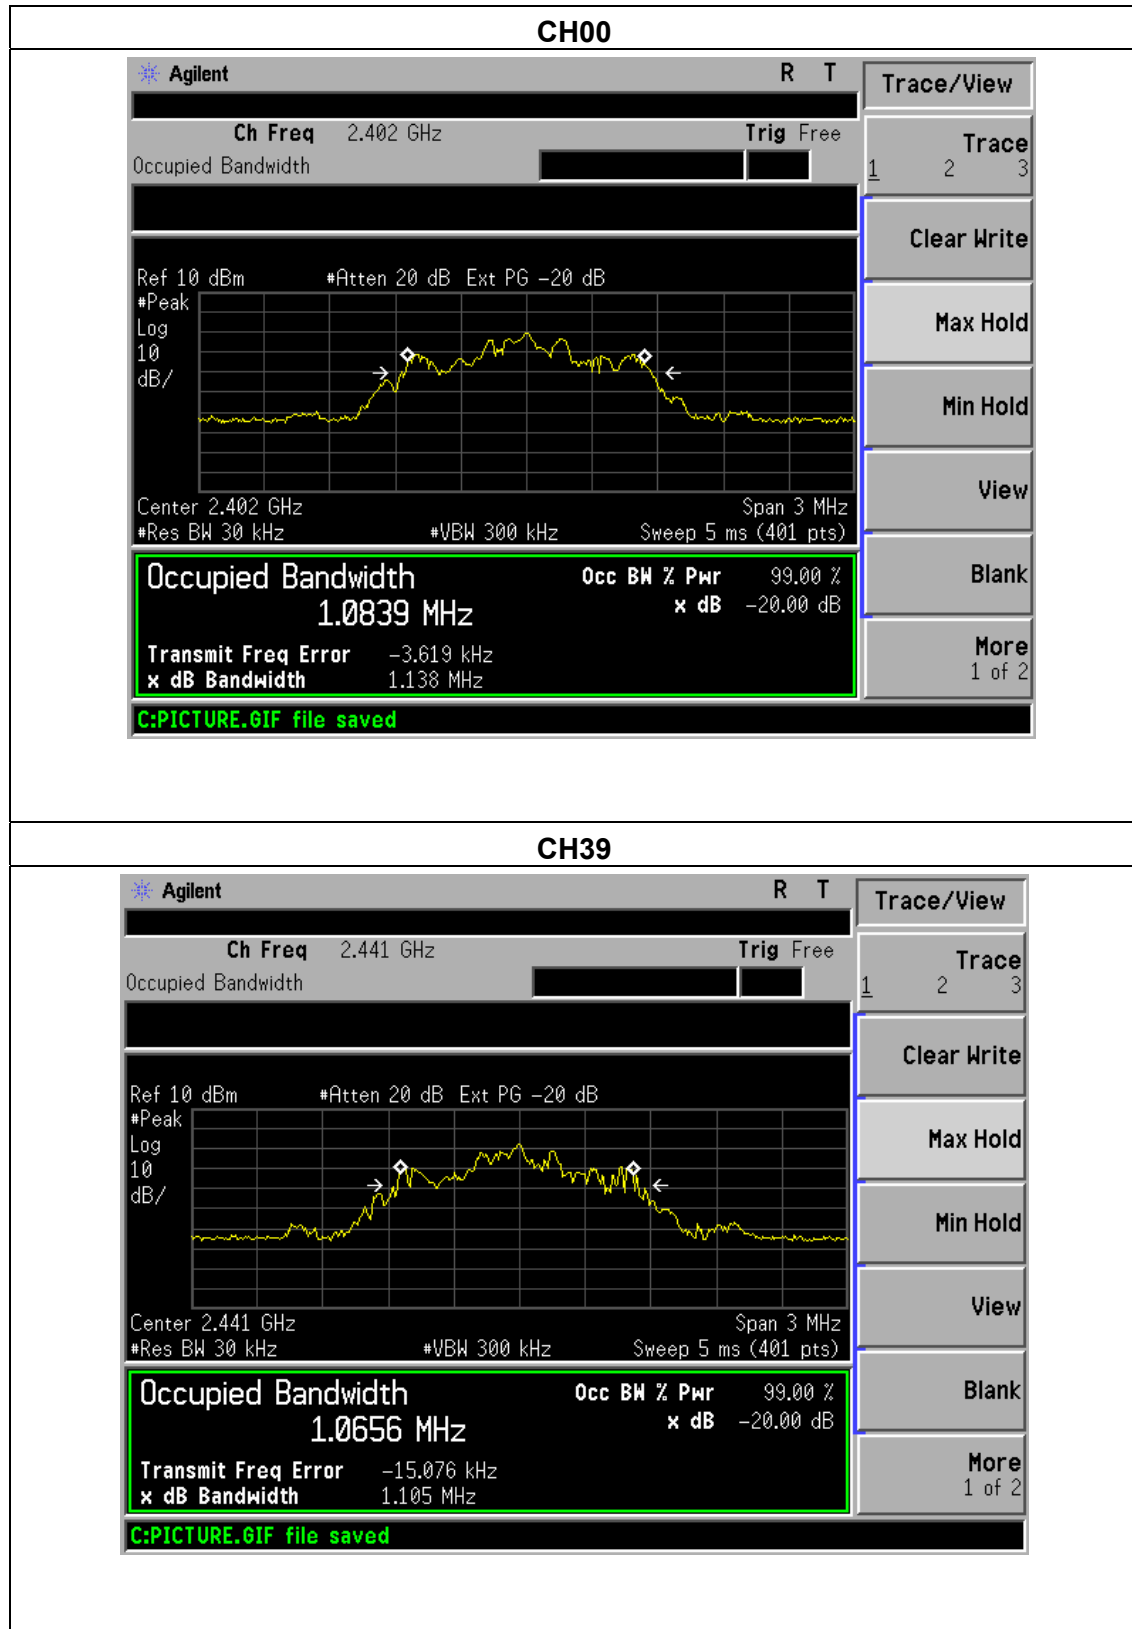 CH00
Agilent R T
Trace/View
Ch Freq 2.402 GHz Trig Free
Occupied Bandwidth
Trace
1 2 3
Clear Write
Ref 10 dBm #Atten 20 dB Ext PG -20 dB
#Peak
Log
10
dB/
Max Hold
Min Hold
View
Center 2.402 GHz Span 3 MHz
#Res BW 30 kHz #VBW 300 kHz Sweep 5 ms (401 pts)
Occupied Bandwidth Occ BW % Pwr 99.00 %
1.0839 MHz x dB -20.00 dB
Blank
Transmit Freq Error -3.619 kHz
x dB Bandwidth 1.138 MHz
More
1 of 2
C:PICTURE.GIF file saved
CH39
Agilent R T
Trace/View
Ch Freq 2.441 GHz Trig Free
Occupied Bandwidth
Trace
1 2 3
Clear Write
Ref 10 dBm #Atten 20 dB Ext PG -20 dB
#Peak
Log
10
dB/
Max Hold
Min Hold
View
Center 2.441 GHz Span 3 MHz
#Res BW 30 kHz #VBW 300 kHz Sweep 5 ms (401 pts)
Occupied Bandwidth Occ BW % Pwr 99.00 %
1.0656 MHz x dB -20.00 dB
Blank
Transmit Freq Error -15.076 kHz
x dB Bandwidth 1.105 MHz
More
1 of 2
C:PICTURE.GIF file saved